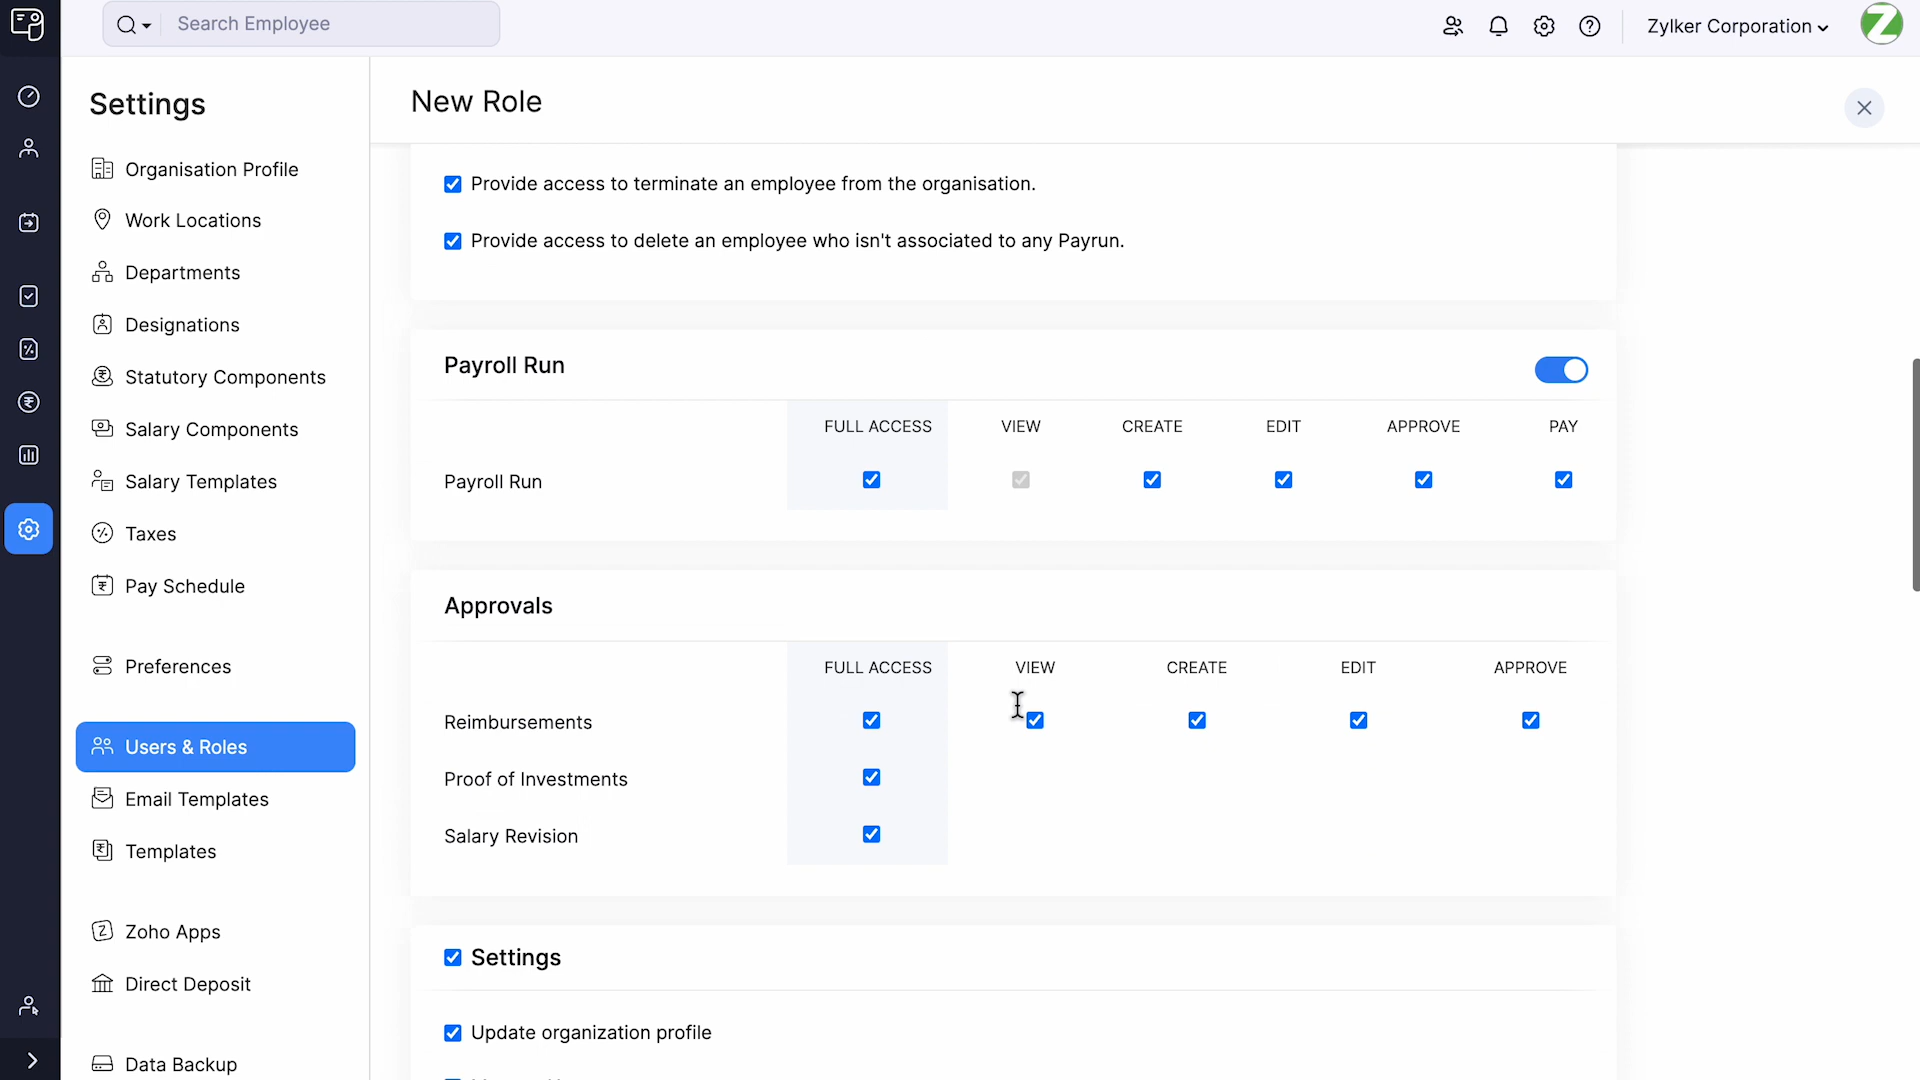 Search Employee
Zylker Corporation
Z
Settings
Organisation Profile
Work Locations
Departments
Designations
Statutory Components
Salary Components
Salary Templates
Taxes
Pay Schedule
Preferences
Users & Roles
Email Templates
Templates
Zoho Apps
Direct Deposit
Data Backup
New Role
Provide access to terminate an employee from the organisation.
Provide access to delete an employee who isn't associated to any Payrun.
Payroll Run
FULL ACCESS VIEW CREATE EDIT APPROVE PAY
Payroll Run
Approvals
FULL ACCESS VIEW CREATE EDIT APPROVE
Reimbursements
Proof of Investments
Salary Revision
Settings
Update organization profile